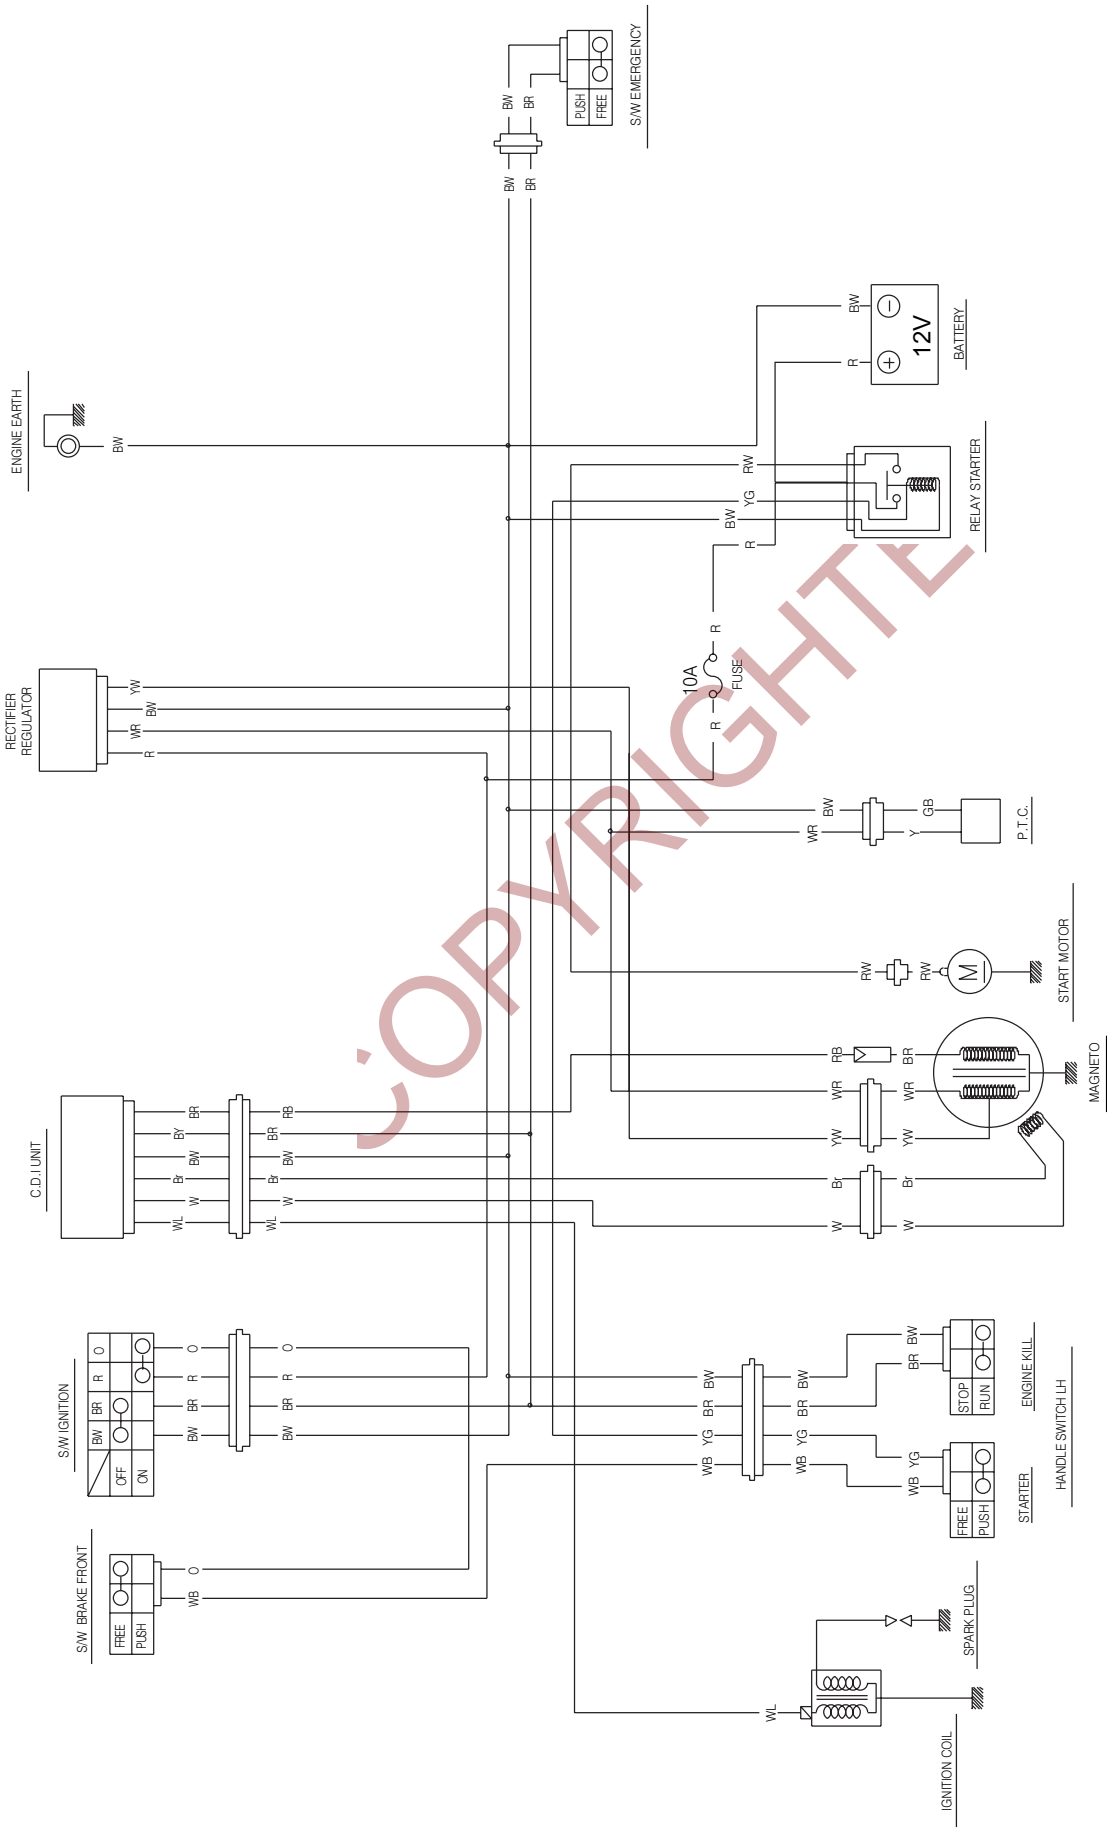 S/W EMERGENCY
PUSH
FREE
BW
BR
BW
BR
ENGINE EARTH
BW
BATTERY
12V
BW
R
RELAY STARTER
RW
YG
BW
R
R
10A
FUSE
R
RECTIFIER
REGULATOR
YW
BW
WR
R
BW
WR
GB
Y
P.T.C.
START MOTOR
RW
RW
M
MAGNETO
RB
BR
WR
WR
YW
YW
Br
Br
W
W
C.D.I UNIT
BR
BY
BW
Br
W
WL
RB
BR
BW
Br
W
WL
S/W IGNITION
BW
BR
R
O
OFF
ON
O
R
BR
BW
O
R
BR
BW
BW
BR
YG
WB
BW
BR
YG
WB
BW
BR
STOP
RUN
ENGINE KILL
YG
WB
FREE
PUSH
STARTER
HANDLE SWITCH LH
S/W BRAKE FRONT
FREE
PUSH
O
WB
SPARK PLUG
WL
IGNITION COIL
COPYRIGHTE